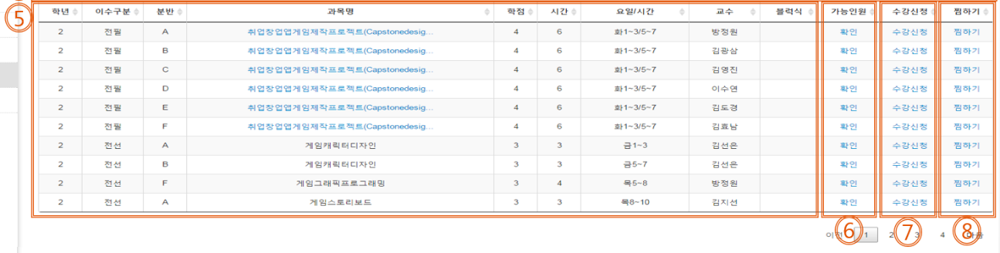 ⑤ 학년 이수구분 분반 과목명 학점 시간 요일/시간 교수 블럭식 가능인원 수강신청 찜하기
2 전필 A 취업창업앱게임제작프로젝트(Capstonedesig... 4 6 화1~3/5~7 방정원 확인 수강신청 찜하기
2 전필 B 취업창업앱게임제작프로젝트(Capstonedesig... 4 6 화1~3/5~7 김광삼 확인 수강신청 찜하기
2 전필 C 취업창업앱게임제작프로젝트(Capstonedesig... 4 6 화1~3/5~7 김영진 확인 수강신청 찜하기
2 전필 D 취업창업앱게임제작프로젝트(Capstonedesig... 4 6 화1~3/5~7 이수연 확인 수강신청 찜하기
2 전필 E 취업창업앱게임제작프로젝트(Capstonedesig... 4 6 화1~3/5~7 김도경 확인 수강신청 찜하기
2 전필 F 취업창업앱게임제작프로젝트(Capstonedesig... 4 6 화1~3/5~7 김효남 확인 수강신청 찜하기
2 전선 A 게임캐릭터디자인 3 3 금1~3 김선은 확인 수강신청 찜하기
2 전선 B 게임캐릭터디자인 3 3 금5~7 김선은 확인 수강신청 찜하기
2 전선 F 게임그래픽프로그래밍 3 4 목5~8 방정원 확인 수강신청 찜하기
2 전선 A 게임스토리보드 3 3 목8~10 김지선 확인 수강신청 찜하기
이전 ⑥ 1 2 ⑦ 3 4 ⑧ 다음